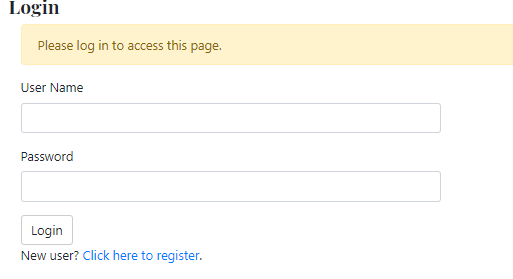 Login
Please log in to access this page.
User Name
Password
Login
New user? Click here to register.